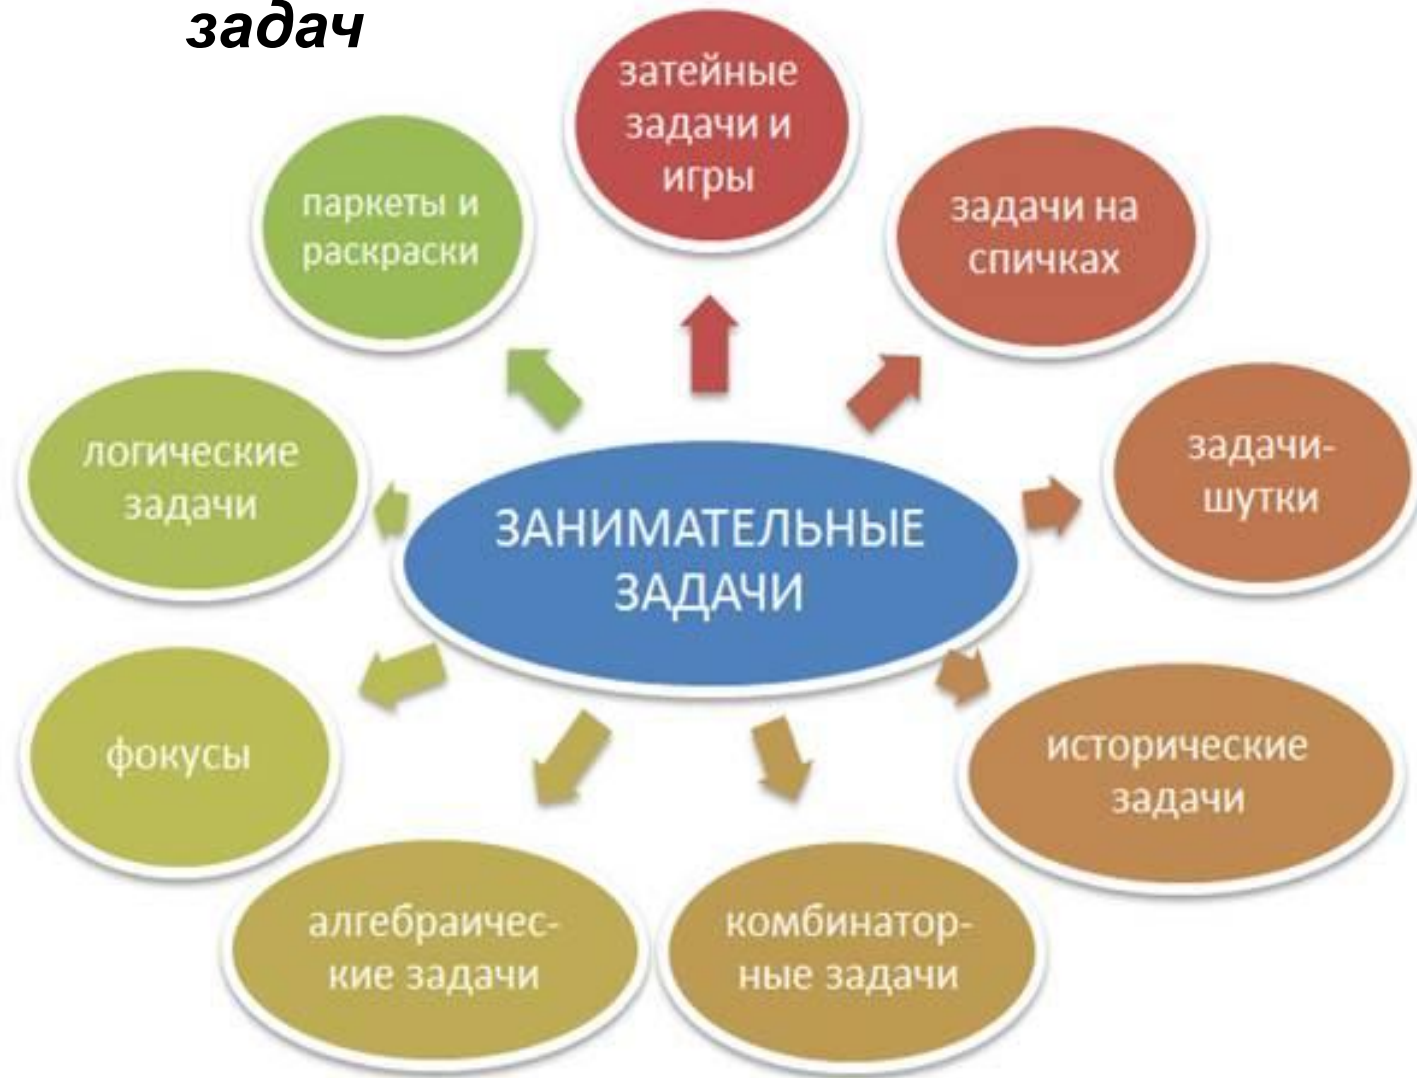 задач
затейные
задачи и
игры
паркеты и
раскраски
задачи на
спичках
логические
задачи
задачи-
шутки
ЗАНИМАТЕЛЬНЫЕ
ЗАДАЧИ
фокусы
исторические
задачи
алгебраичес-
кие задачи
комбинатор-
ные задачи